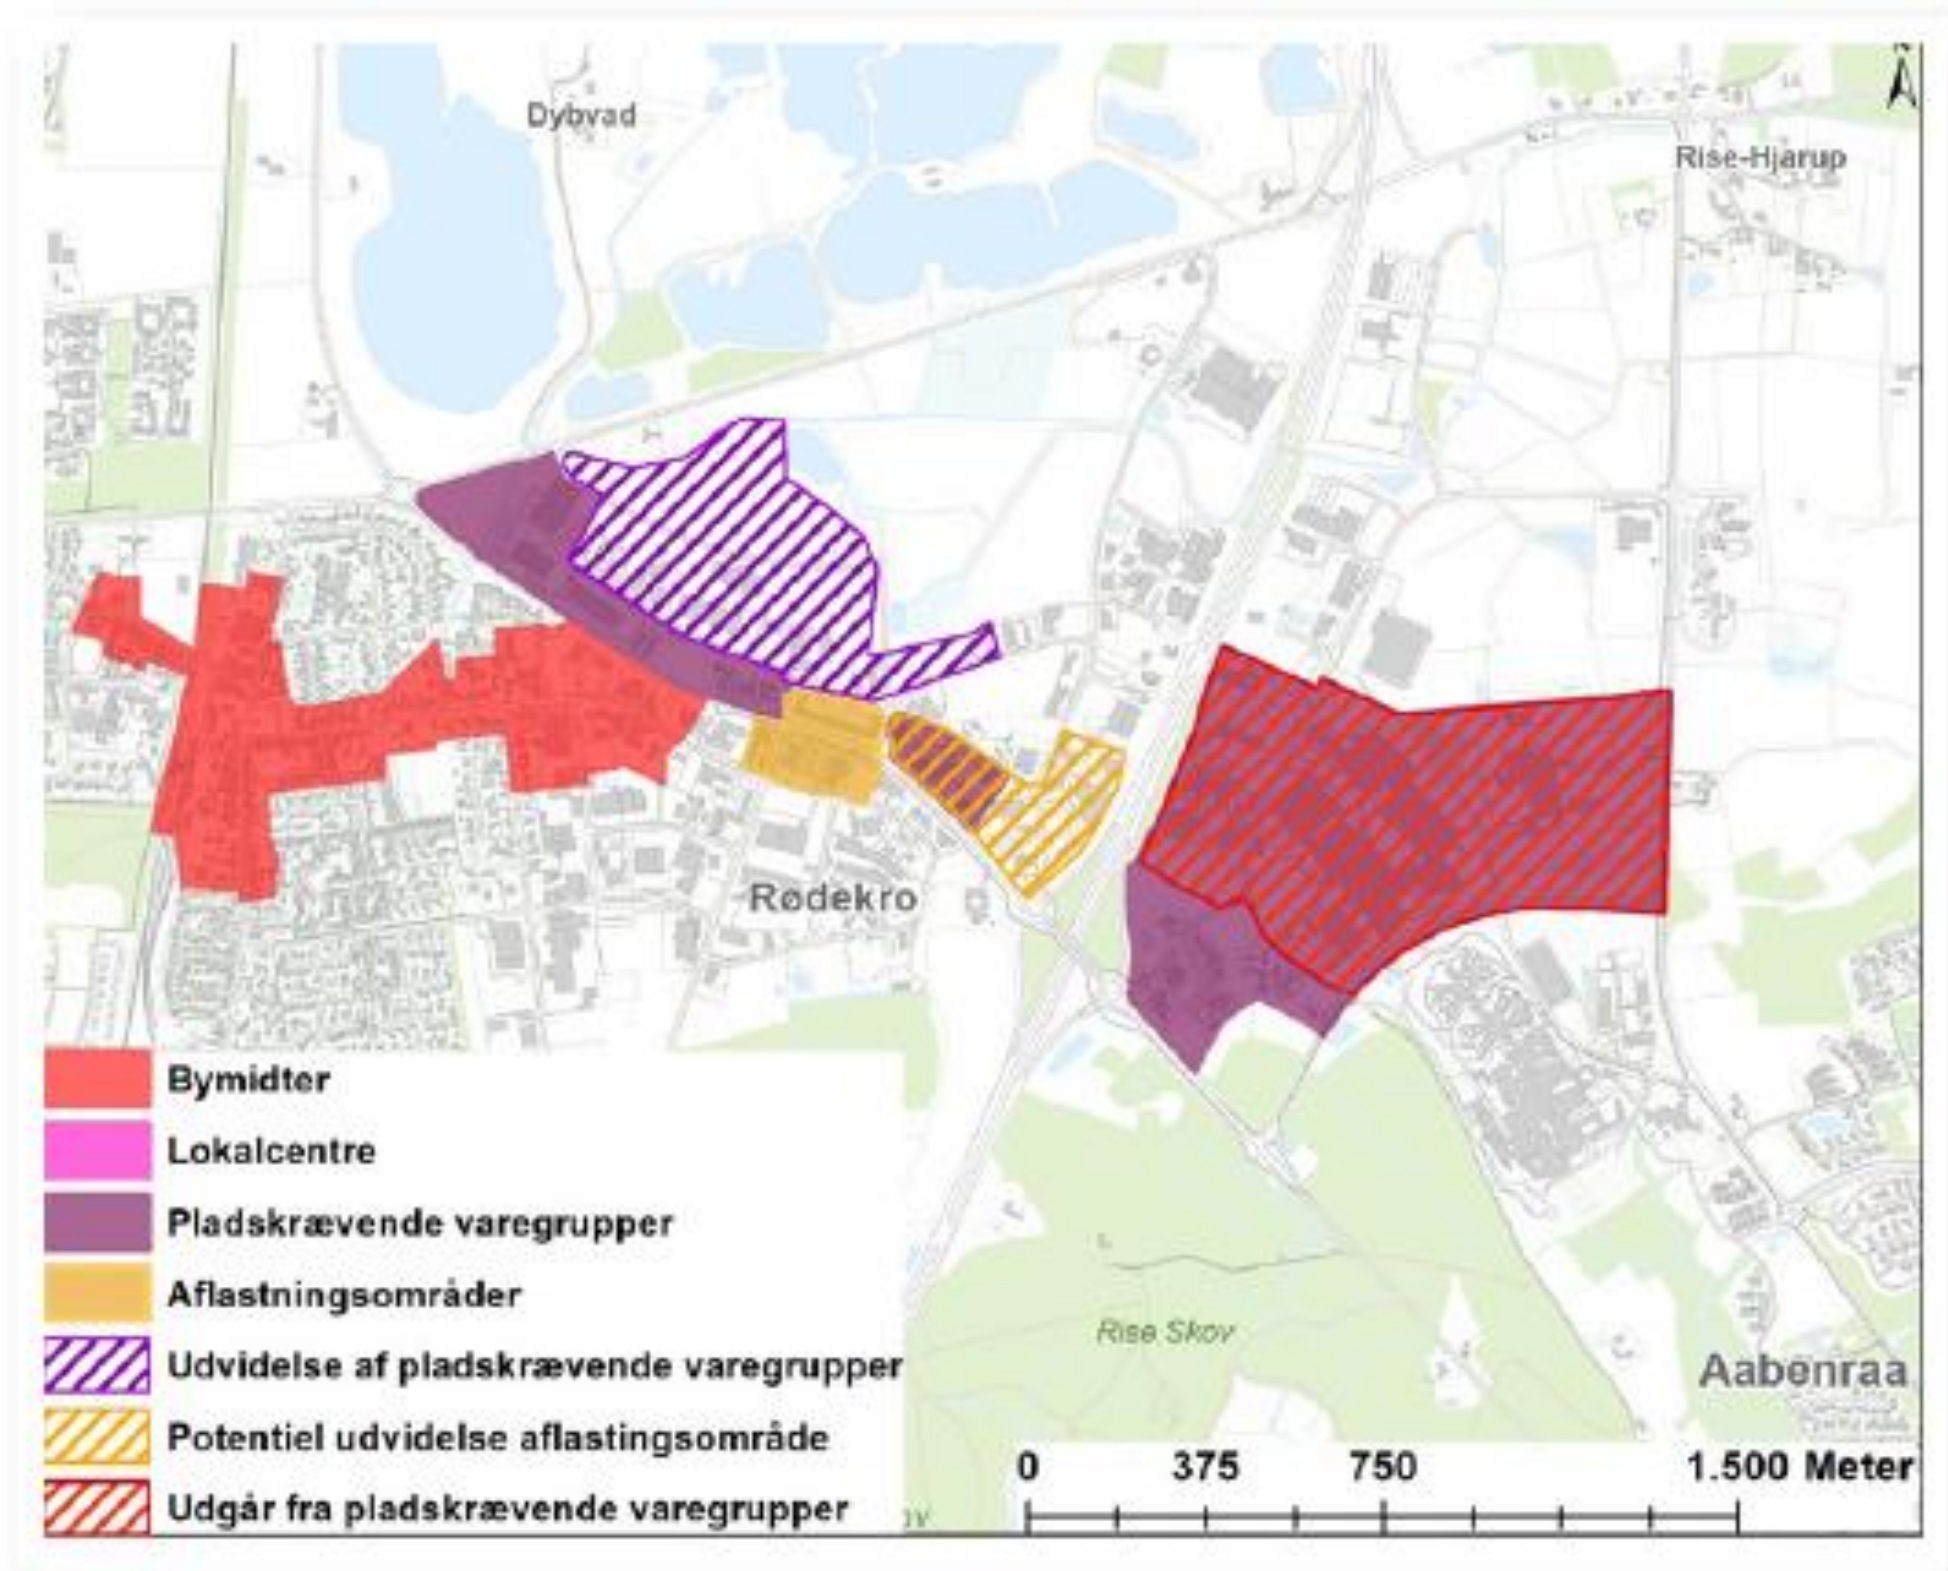 N
Dybvad
Rise-Hjarup
Rødekro
Bymidter
Lokalcentre
Pladskrævende varegrupper
Aflastningsområder
Udvidelse af pladskrævende varegrupper
Potentiel udvidelse aflastingsområde
Udgår fra pladskrævende varegrupper
Rise Skov
Aabenraa
0 375 750 1.500 Meter